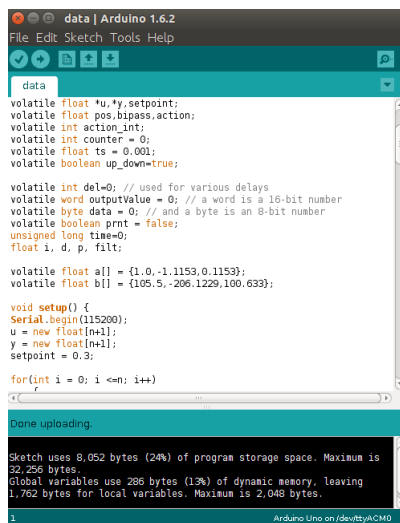 data | Arduino 1.6.2
File Edit Sketch Tools Help
data
volatile float *u,*y,setpoint;
volatile float pos,bipass,action;
volatile int action_int;
volatile int counter = 0;
volatile float ts = 0.001;
volatile boolean up_down=true;
volatile int del=0; // used for various delays
volatile word outputValue = 0; // a word is a 16-bit number
volatile byte data = 0; // and a byte is an 8-bit number
volatile boolean prnt = false;
unsigned long time=0;
float i, d, p, filt;
volatile float a[] = {1.0,-1.1153,0.1153};
volatile float b[] = {105.5,-206.1229,100.633};
void setup() {
Serial.begin(115200);
u = new float[n+1];
y = new float[n+1];
setpoint = 0.3;
for(int i = 0; i <=n; i++)
{
Done uploading.
Sketch uses 8,052 bytes (24%) of program storage space. Maximum is
32,256 bytes.
Global variables use 286 bytes (13%) of dynamic memory, leaving
1,762 bytes for local variables. Maximum is 2,048 bytes.
1 Arduino Uno on /dev/ttyACM0